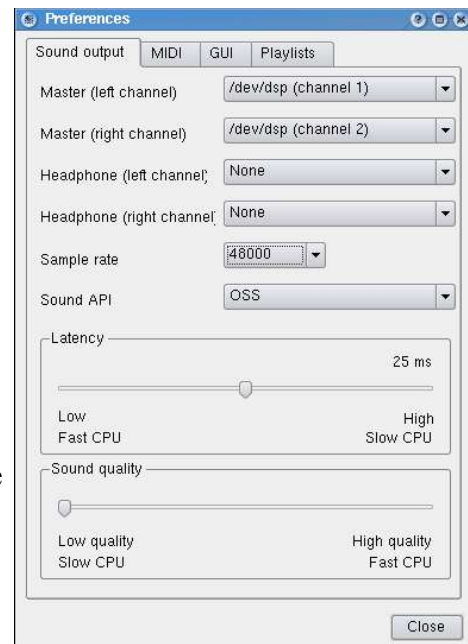 Preferences
Sound output MIDI GUI Playlists
Master (left channel) /dev/dsp (channel 1)
Master (right channel) /dev/dsp (channel 2)
Headphone (left channel) None
Headphone (right channel None
Sample rate 48000
Sound API OSS
Latency
25 ms
Low High
Fast CPU Slow CPU
Sound quality
Low quality High quality
Slow CPU Fast CPU
Close